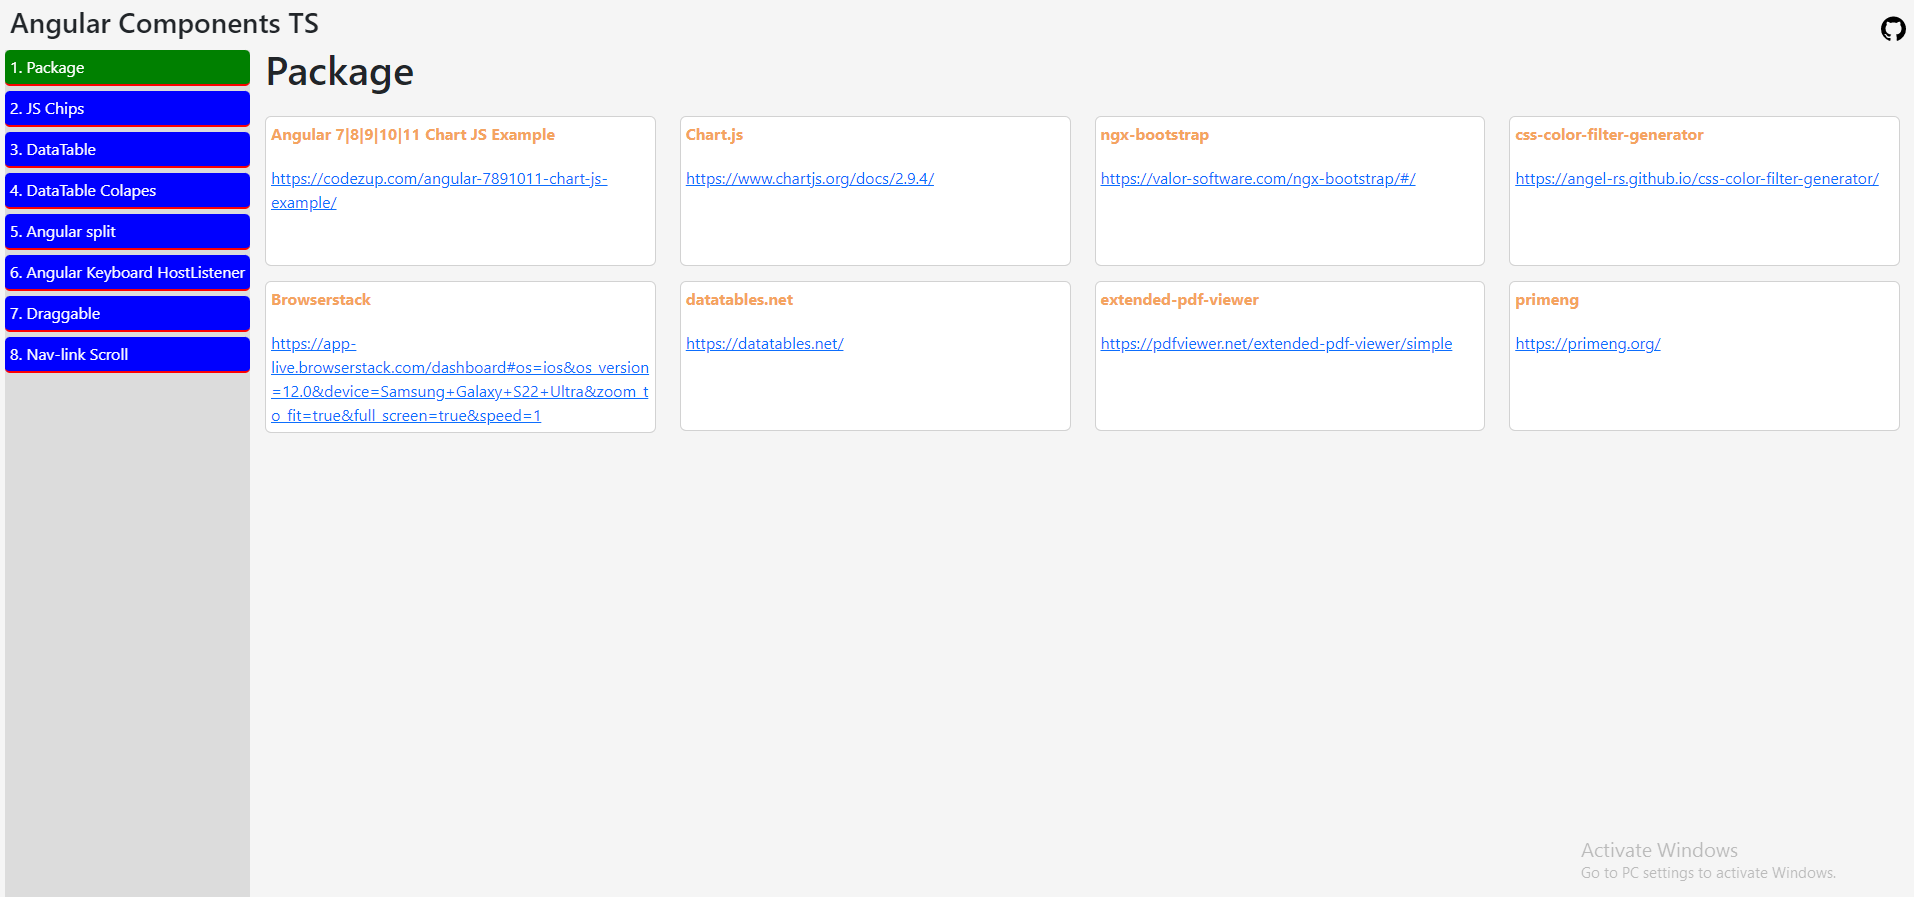 Angular Components TS
1. Package
2. JS Chips
3. DataTable
4. DataTable Colapes
5. Angular split
6. Angular Keyboard HostListener
7. Draggable
8. Nav-link Scroll
Package
Angular 7|8|9|10|11 Chart JS Example
https://codezup.com/angular-7891011-chart-js-
example/
Chart.js
https://www.chartjs.org/docs/2.9.4/
ngx-bootstrap
https://valor-software.com/ngx-bootstrap/#/
css-color-filter-generator
https://angel-rs.github.io/css-color-filter-generator/
Browserstack
https://app-
live.browserstack.com/dashboard#os=ios&os_version
=12.0&device=Samsung+Galaxy+S22+Ultra&zoom_t
o_fit=true&full_screen=true&speed=1
datatables.net
https://datatables.net/
extended-pdf-viewer
https://pdfviewer.net/extended-pdf-viewer/simple
primeng
https://primeng.org/
Activate Windows
Go to PC settings to activate Windows.